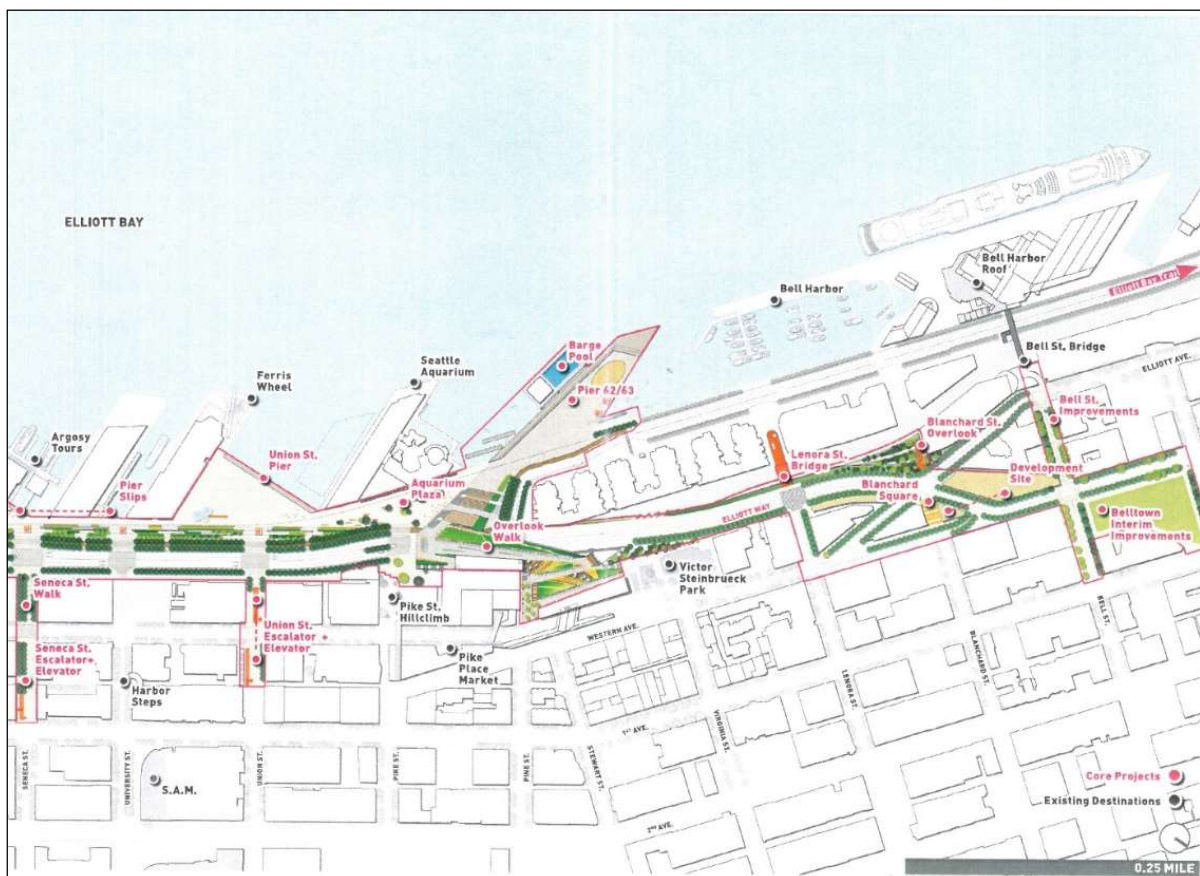 ELLIOTT BAY
Bell Harbor
Roof
Elliott Bay Trail
Bell Harbor
Bell St. Bridge
ELLIOTT AVE.
Barge
Pool
Seattle
Aquarium
Ferris
Wheel
Pier 62/63
Bell St.
Improvements
Blanchard St.
Overlook
Argosy
Tours
Union St.
Pier
Lenora St.
Bridge
Development
Site
Pier
Slips
Aquarium
Plaza
Blanchard
Square
ELLIOTT WAY
Belltown
Interim
Improvements
Overlook
Walk
Victor
Steinbrueck
Park
Seneca St.
Walk
Pike St.
Hillclimb
Union St.
Escalator +
Elevator
WESTERN AVE.
BELL ST.
Seneca St.
Escalator+
Elevator
Harbor
Steps
Pike
Place
Market
BLANCHARD ST.
LENORA ST.
1ST AVE.
VIRGINIA ST.
SENECA ST.
UNIVERSITY ST.
S.A.M.
UNION ST.
PIKE ST.
PINE ST.
STEWART ST.
2ND AVE.
Core Projects
Existing Destinations
0.25 MILE